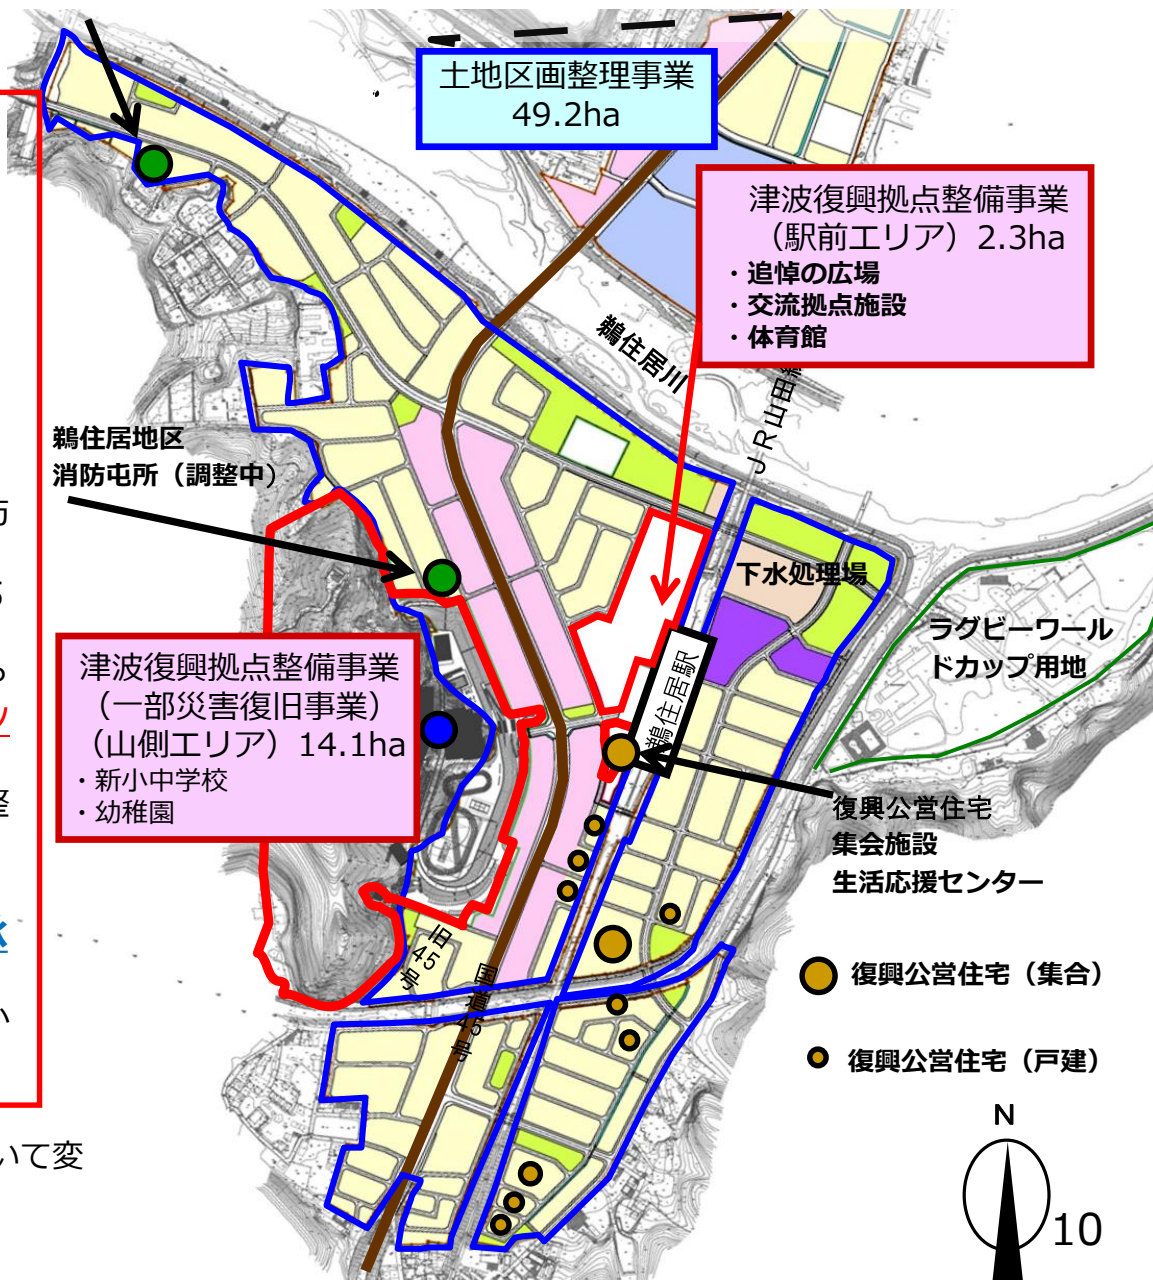 土地区画整理事業
49.2ha
津波復興拠点整備事業
（駅前エリア）2.3ha
・追悼の広場
・交流拠点施設
・体育館
鵜住居川
ＪＲ山田線
鵜住居地区
消防屯所（調整中）
下水処理場
ラグビーワール
ドカップ用地
津波復興拠点整備事業
（一部災害復旧事業）
（山側エリア）14.1ha
・新小中学校
・幼稚園
鵜住居駅
復興公営住宅
集会施設
生活応援センター
旧45号
国道45号
復興公営住宅（集合）
復興公営住宅（戸建）
いて変
N
10